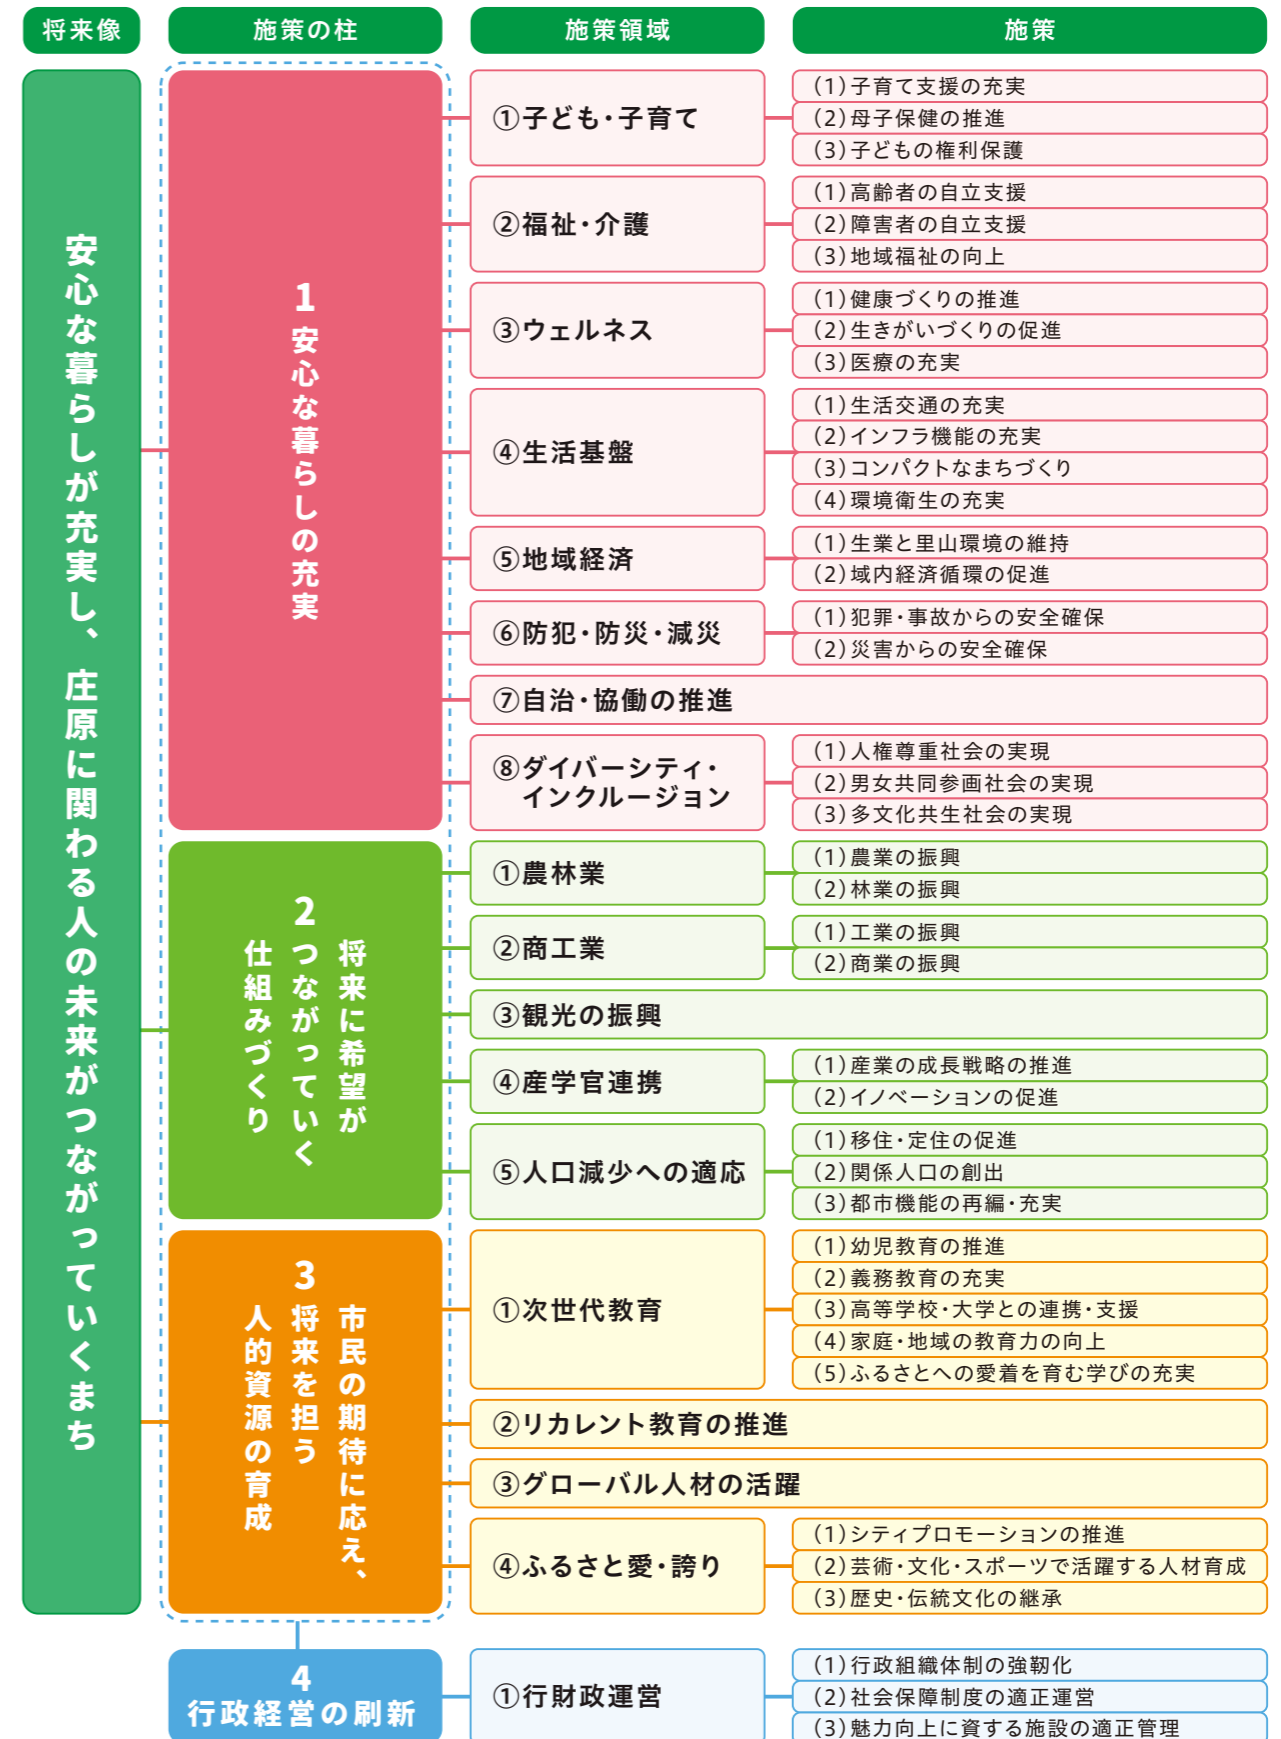 将来像
施策の柱
施策領域
施策
安心な暮らしが充実し、庄原に関わる人の未来がつながっていくまち
1
安心な暮らしの充実
①子ども・子育て
(1)子育て支援の充実
(2)母子保健の推進
(3)子どもの権利保護
②福祉・介護
(1)高齢者の自立支援
(2)障害者の自立支援
(3)地域福祉の向上
③ウェルネス
(1)健康づくりの推進
(2)生きがいづくりの促進
(3)医療の充実
④生活基盤
(1)生活交通の充実
(2)インフラ機能の充実
(3)コンパクトなまちづくり
(4)環境衛生の充実
⑤地域経済
(1)生業と里山環境の維持
(2)域内経済循環の促進
⑥防犯・防災・減災
(1)犯罪・事故からの安全確保
(2)災害からの安全確保
⑦自治・協働の推進
⑧ダイバーシティ・
インクルージョン
(1)人権尊重社会の実現
(2)男女共同参画社会の実現
(3)多文化共生社会の実現
2
将来に希望が
つながっていく
仕組みづくり
①農林業
(1)農業の振興
(2)林業の振興
②商工業
(1)工業の振興
(2)商業の振興
③観光の振興
④産学官連携
(1)産業の成長戦略の推進
(2)イノベーションの促進
⑤人口減少への適応
(1)移住・定住の促進
(2)関係人口の創出
(3)都市機能の再編・充実
3
市民の期待に応え、
将来を担う
人的資源の育成
①次世代教育
(1)幼児教育の推進
(2)義務教育の充実
(3)高等学校・大学との連携・支援
(4)家庭・地域の教育力の向上
(5)ふるさとへの愛着を育む学びの充実
②リカレント教育の推進
③グローバル人材の活躍
④ふるさと愛・誇り
(1)シティプロモーションの推進
(2)芸術・文化・スポーツで活躍する人材育成
(3)歴史・伝統文化の継承
4
行政経営の刷新
①行財政運営
(1)行政組織体制の強靭化
(2)社会保障制度の適正運営
(3)魅力向上に資する施設の適正管理